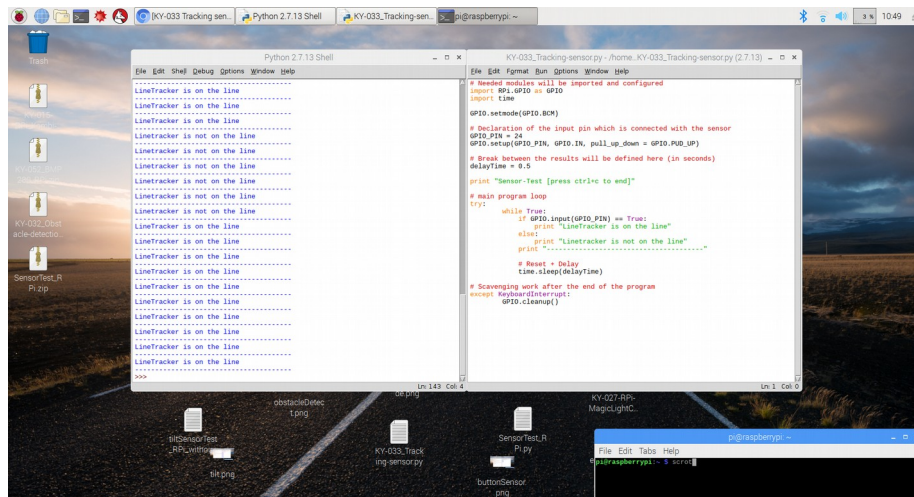 [KY-033 Tracking sen...
Python 2.7.13 Shell
KY-033_Tracking-sen...
pi@raspberrypi: ~
3 %
10:49
Trash
KY-032_Obst
acle-detectio...
SensorTest_R
Pi.zip
Python 2.7.13 Shell
File Edit Shell Debug Options Window Help
----------------------------------------
LineTracker is on the line
----------------------------------------
LineTracker is on the line
----------------------------------------
LineTracker is on the line
----------------------------------------
Linetracker is not on the line
----------------------------------------
Linetracker is not on the line
----------------------------------------
Linetracker is not on the line
----------------------------------------
Linetracker is not on the line
----------------------------------------
Linetracker is not on the line
----------------------------------------
Linetracker is not on the line
----------------------------------------
LineTracker is on the line
----------------------------------------
LineTracker is on the line
----------------------------------------
LineTracker is on the line
----------------------------------------
LineTracker is on the line
----------------------------------------
LineTracker is on the line
----------------------------------------
LineTracker is on the line
----------------------------------------
LineTracker is on the line
----------------------------------------
LineTracker is on the line
----------------------------------------
LineTracker is on the line
----------------------------------------
LineTracker is on the line
----------------------------------------
>>>
Ln: 143 Col: 4
KY-033_Tracking-sensor.py - /home...KY-033_Tracking-sensor.py (2.7.13)
File Edit Format Run Options Window Help
# Needed modules will be imported and configured
import RPi.GPIO as GPIO
import time
GPIO.setmode(GPIO.BCM)
# Declaration of the input pin which is connected with the sensor
GPIO_PIN = 24
GPIO.setup(GPIO_PIN, GPIO.IN, pull_up_down = GPIO.PUD_UP)
# Break between the results will be defined here (in seconds)
delayTime = 0.5
print "Sensor-Test [press ctrl+c to end]"
# main program loop
try:
while True:
if GPIO.input(GPIO_PIN) == True:
print "LineTracker is on the line"
else:
print "Linetracker is not on the line"
print "----------------------------------------"
# Reset + Delay
time.sleep(delayTime)
# Scavenging work after the end of the program
except KeyboardInterrupt:
GPIO.cleanup()
Ln: 1 Col: 0
obstacleDetec
t.png
de.png
KY-027-RPi-
MagicLightC...
tiltSensorTest
_RPi_withou
tilt.png
KY-033_Track
ing-sensor.py
SensorTest_R
Pi.py
buttonSensor.
png
pi@raspberrypi: ~
File Edit Tabs Help
pi@raspberrypi:~ $ scrot